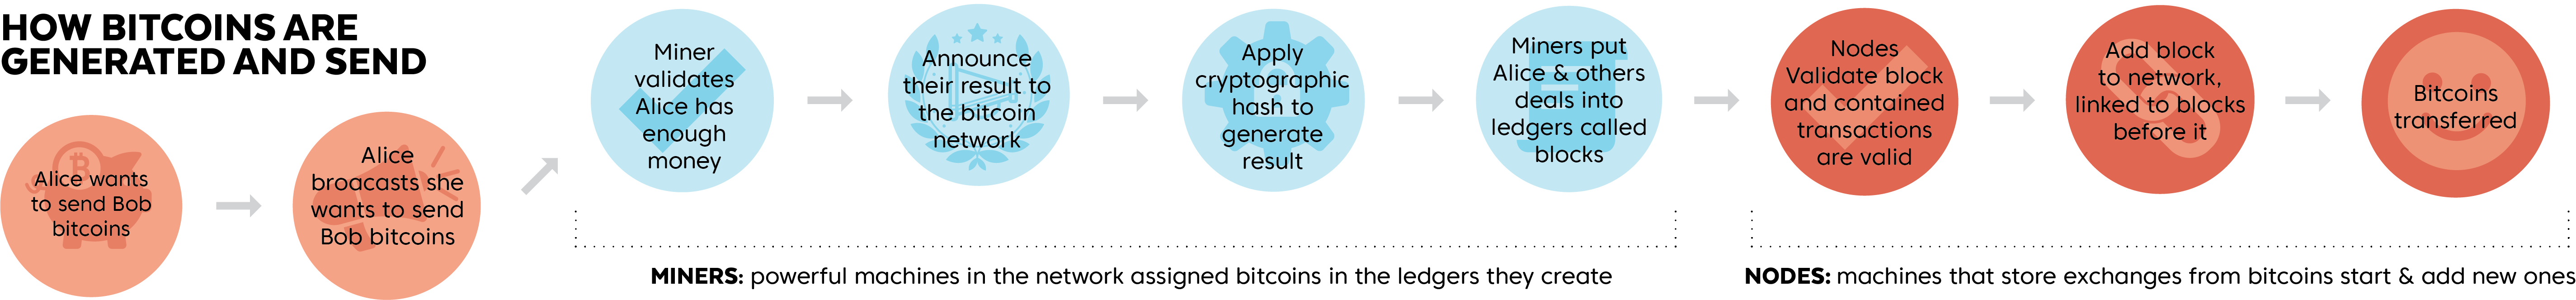 HOW BITCOINS ARE
GENERATED AND SEND
Alice wants
to send Bob
bitcoins
Alice
broacasts she
wants to send
Bob bitcoins
Miner
validates
Alice has
enough
money
Announce
their result to
the bitcoin
network
Apply
cryptographic
hash to
generate
result
Miners put
Alice & others
deals into
ledgers called
blocks
Nodes
Validate block
and contained
transactions
are valid
Add block
to network,
linked to blocks
before it
Bitcoins
transferred
MINERS: powerful machines in the network assigned bitcoins in the ledgers they create
NODES: machines that store exchanges from bitcoins start & add new ones